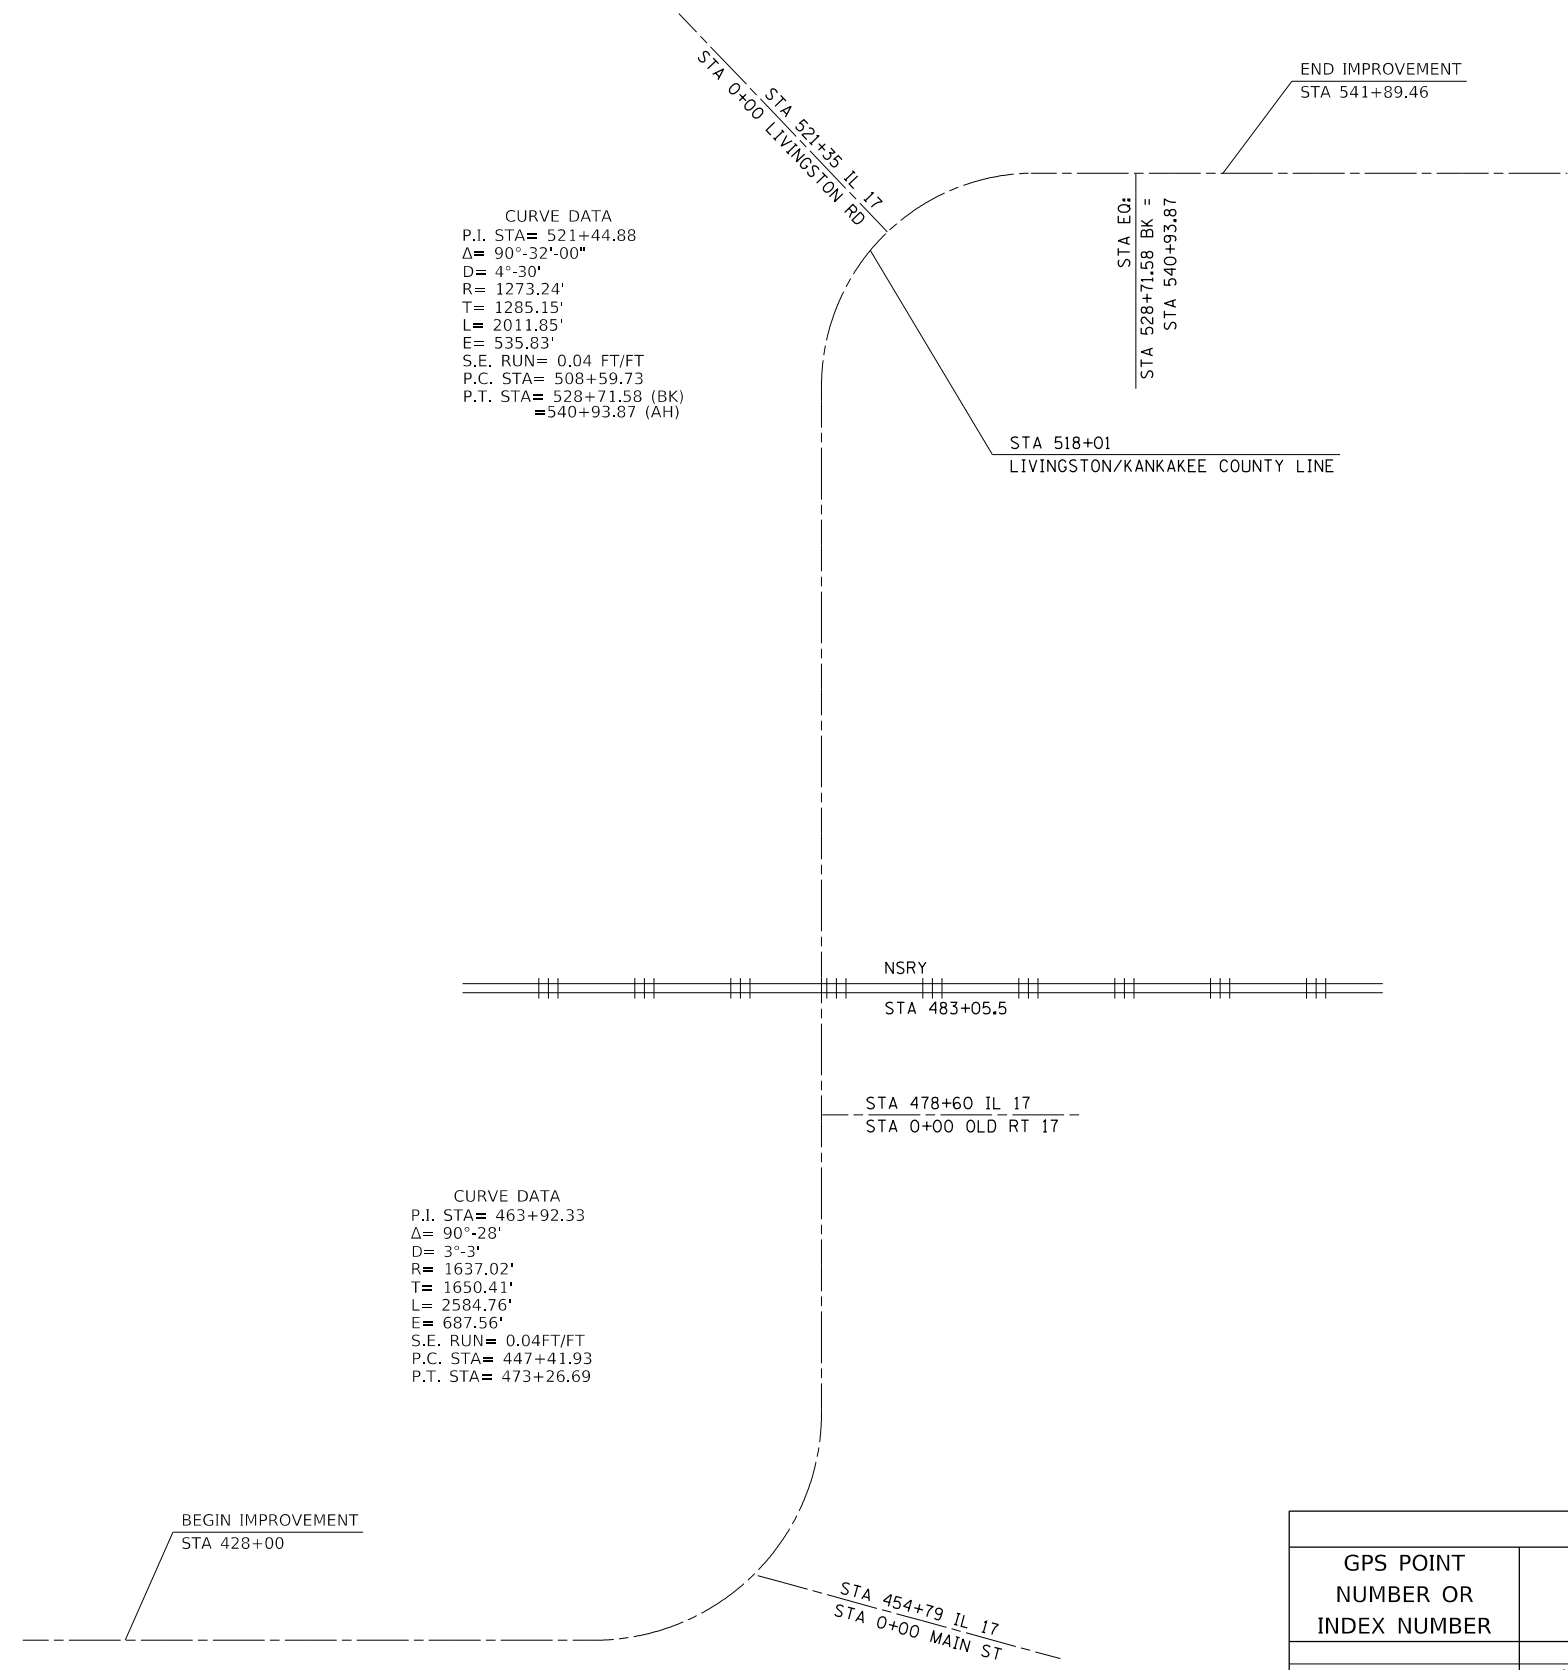 END IMPROVEMENT
STA 541+89.46
STA 521+35 IL 17
STA 0+00 LIVINGSTON RD
CURVE DATA
P.I. STA= 521+44.88
Δ= 90°-32'-00"
D= 4°-30'
R= 1273.24'
T= 1285.15'
L= 2011.85'
E= 535.83'
S.E. RUN= 0.04 FT/FT
P.C. STA= 508+59.73
P.T. STA= 528+71.58 (BK)
=540+93.87 (AH)
STA EQ:
STA 528+71.58 BK =
STA 540+93.87
STA 518+01
LIVINGSTON/KANKAKEE COUNTY LINE
NSRY
STA 483+05.5
STA 478+60 IL 17
STA 0+00 OLD RT 17
CURVE DATA
P.I. STA= 463+92.33
Δ= 90°-28'
D= 3°-3'
R= 1637.02'
T= 1650.41'
L= 2584.76'
E= 687.56'
S.E. RUN= 0.04FT/FT
P.C. STA= 447+41.93
P.T. STA= 473+26.69
BEGIN IMPROVEMENT
STA 428+00
STA 454+79 IL 17
STA 0+00 MAIN ST
GPS POINT
NUMBER OR
INDEX NUMBER